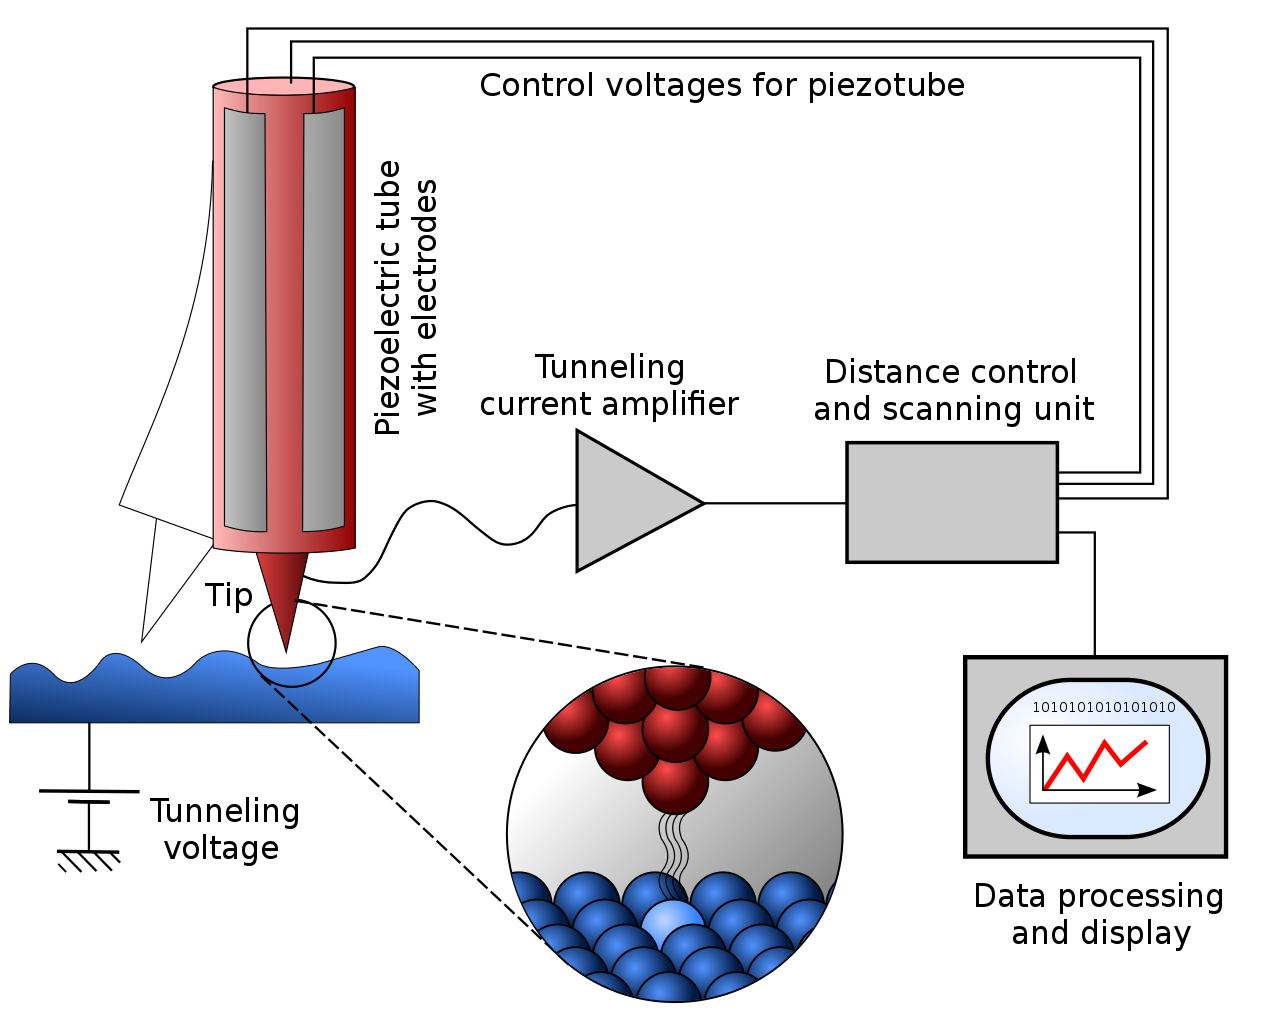 Control voltages for piezotube
Piezoelectric tube
with electrodes
Tunneling
current amplifier
Distance control
and scanning unit
Tip
Tunneling
voltage
1010101010101010
Data processing
and display